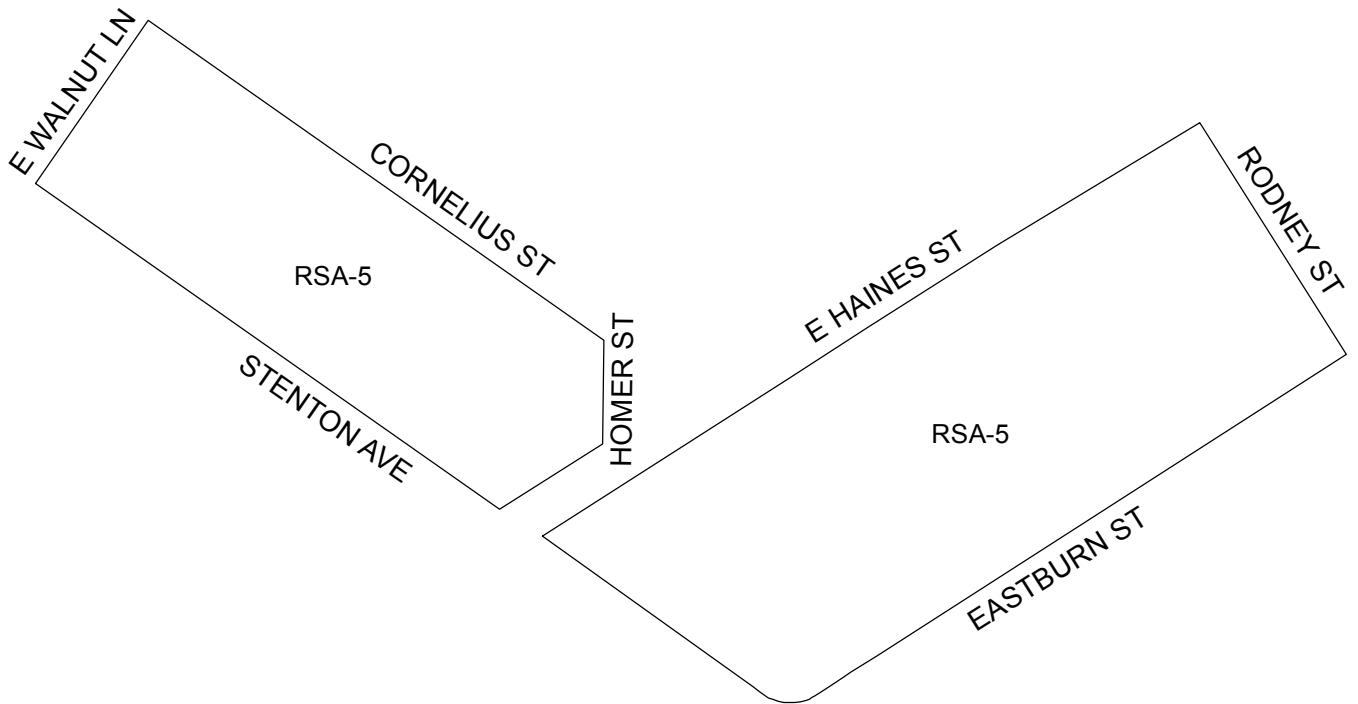 E WALNUT LN
CORNELIUS ST
RSA-5
STENTON AVE
HOMER ST
E HAINES ST
RODNEY ST
RSA-5
EASTBURN ST